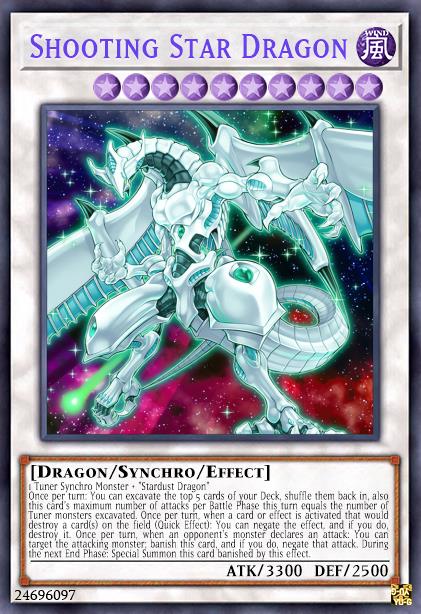 SHOOTING STAR DRAGON
WIND
風
[DRAGON/SYNCHRO/EFFECT]
1 Tuner Synchro Monster + "Stardust Dragon"
Once per turn: You can excavate the top 5 cards of your Deck, shuffle them back in, also
this card's maximum number of attacks per Battle Phase this turn equals the number of
Tuner monsters excavated. Once per turn, when a card or effect is activated that would
destroy a card(s) on the field (Quick Effect): You can negate the effect, and if you do,
destroy it. Once per turn, when an opponent's monster declares an attack: You can
target the attacking monster; banish this card, and if you do, negate that attack. During
the next End Phase: Special Summon this card banished by this effect.
ATK/3300 DEF/2500
24696097